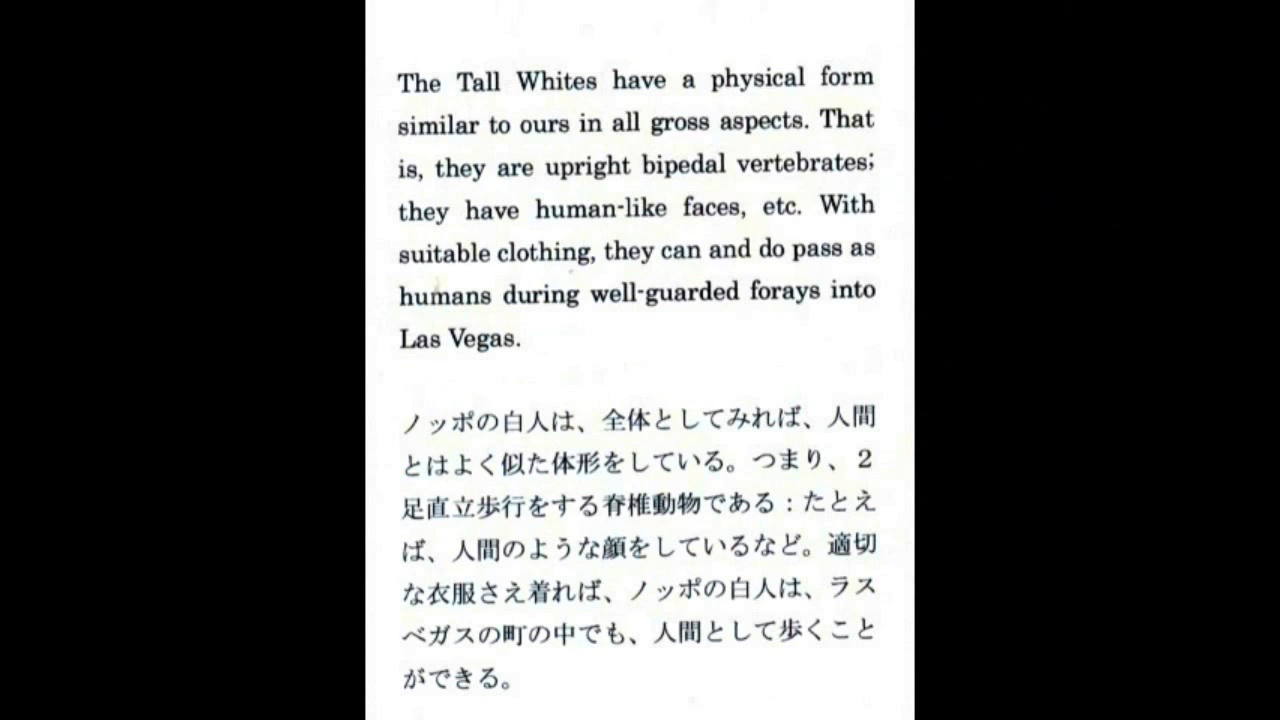 The Tall Whites have a physical form
similar to ours in all gross aspects. That
is, they are upright bipedal vertebrates;
they have human-like faces, etc. With
suitable clothing, they can and do pass as
humans during well-guarded forays into
Las Vegas.
ノッポの白人は、全体としてみれば、人間
とはよく似た体形をしている。つまり、２
足直立歩行をする脊椎動物である：たとえ
ば、人間のような顔をしているなど。適切
な衣服さえ着れば、ノッポの白人は、ラス
ベガスの町の中でも、人間として歩くこと
ができる。